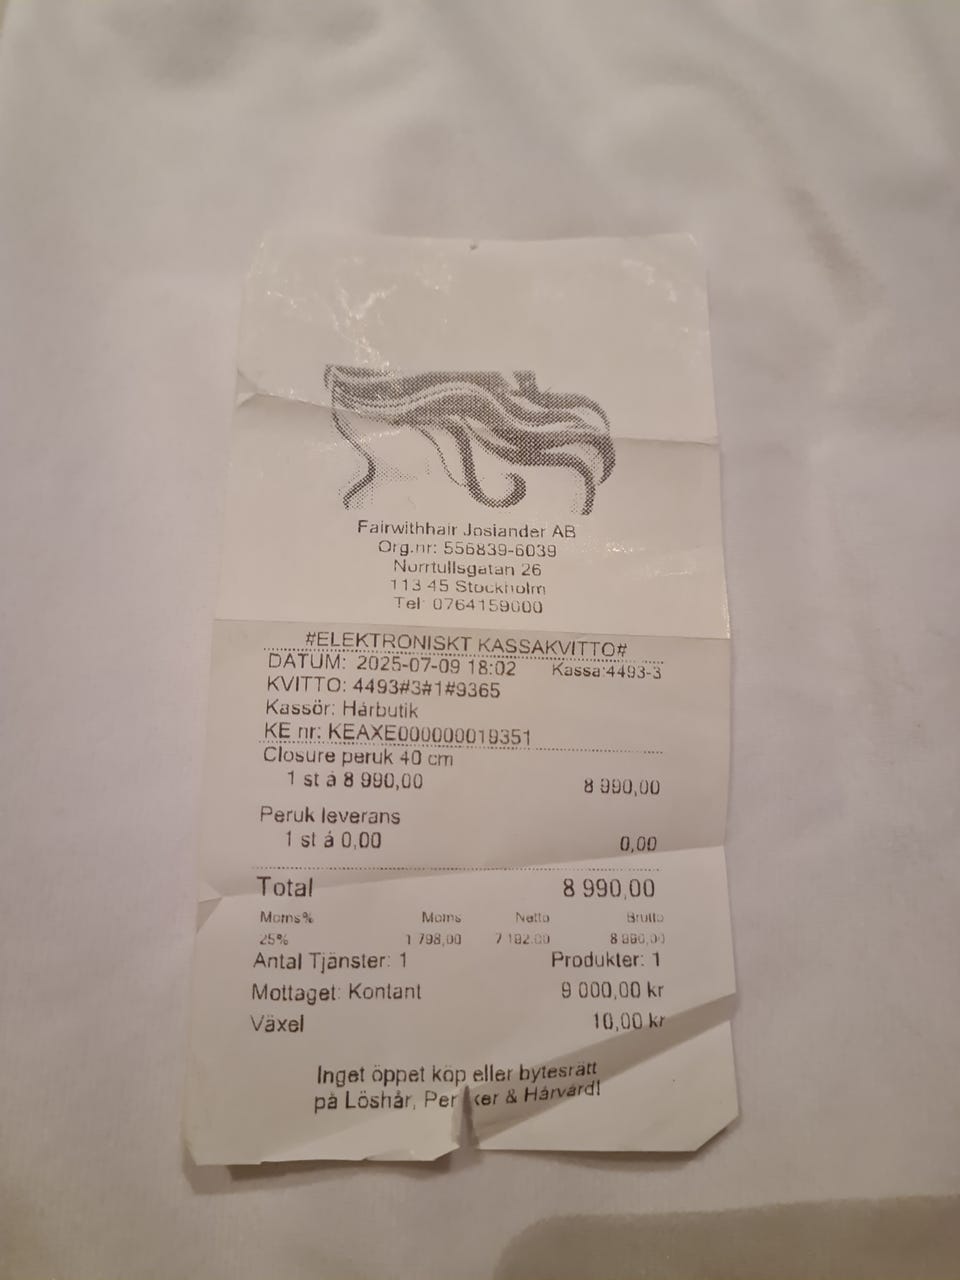 Fairwithhair Josiander AB
Org.nr: 556839-6039
Norrtullsgatan 26
113 45 Stockholm
Tel: 0764159000
#ELEKTRONISKT KASSAKVITTO#
DATUM: 2025-07-09 18:02 Kassa:4493-3
KVITTO: 4493#3#1#9365
Kassör: Hårbutik
KE nr: KEAXE000000019351
Closure peruk 40 cm
1 st á 8 990,00 8 990,00
Peruk leverans
1 st á 0,00 0,00
Total 8 990,00
Moms% Moms Netto Brutto
25% 1 798,00 7 192,00 8 990,00
Antal Tjänster: 1 Produkter: 1
Mottaget: Kontant 9 000,00 kr
Växel 10,00 kr
Inget öppet köp eller bytesrätt
på Löshår, Peruker & Hårvård!